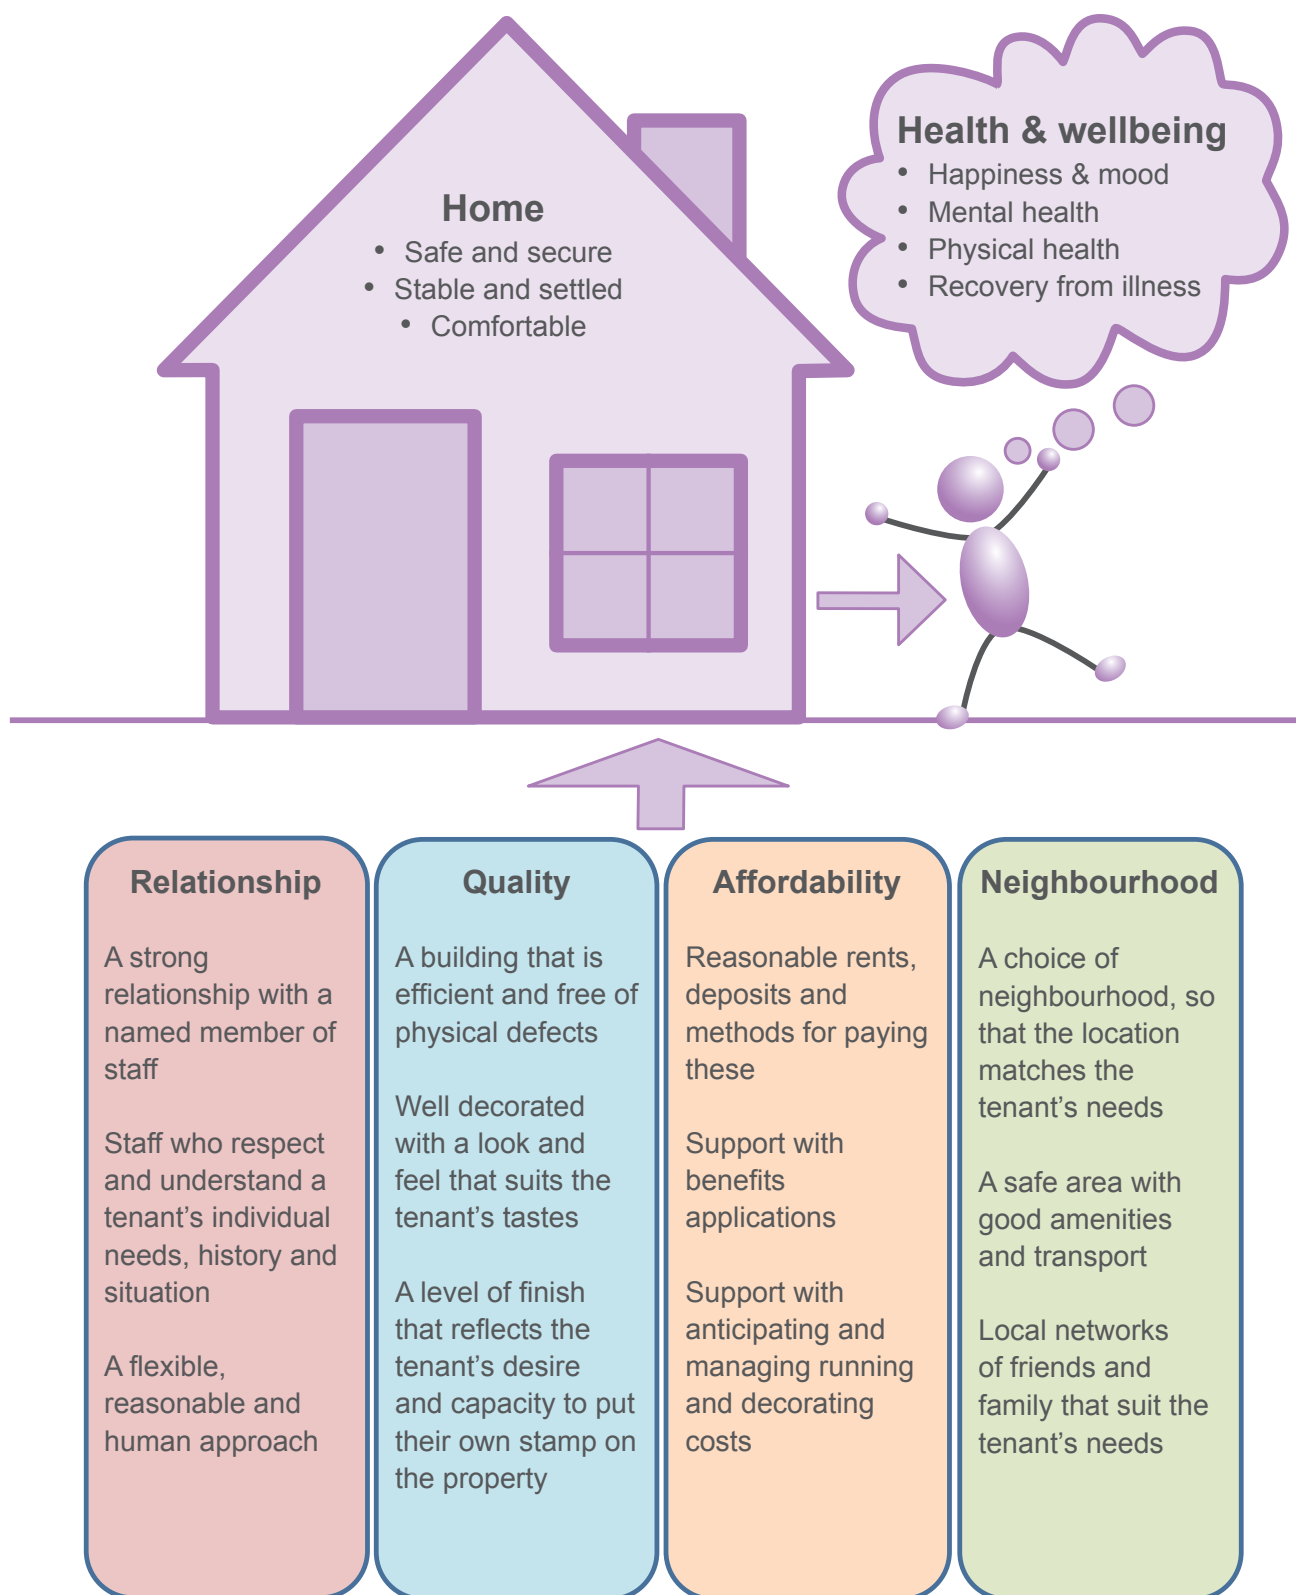 Home
• Safe and secure
• Stable and settled
• Comfortable
Health & wellbeing
• Happiness & mood
• Mental health
• Physical health
• Recovery from illness
Relationship
A strong
relationship with a
named member of
staff
Staff who respect
and understand a
tenant’s individual
needs, history and
situation
A flexible,
reasonable and
human approach
Quality
A building that is
efficient and free of
physical defects
Well decorated
with a look and
feel that suits the
tenant’s tastes
A level of finish
that reflects the
tenant’s desire
and capacity to put
their own stamp on
the property
Affordability
Reasonable rents,
deposits and
methods for paying
these
Support with
benefits
applications
Support with
anticipating and
managing running
and decorating
costs
Neighbourhood
A choice of
neighbourhood, so
that the location
matches the
tenant’s needs
A safe area with
good amenities
and transport
Local networks
of friends and
family that suit the
tenant’s needs